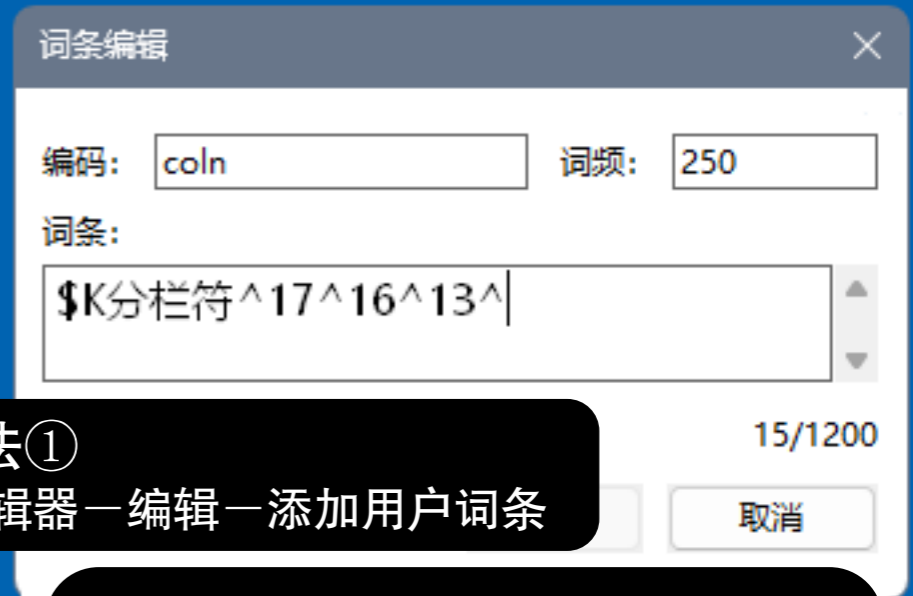 词条编辑
编码: coln 词频: 250
词条:
$K分栏符^17^16^13^
15/1200
法①
辑器－编辑－添加用户词条
取消